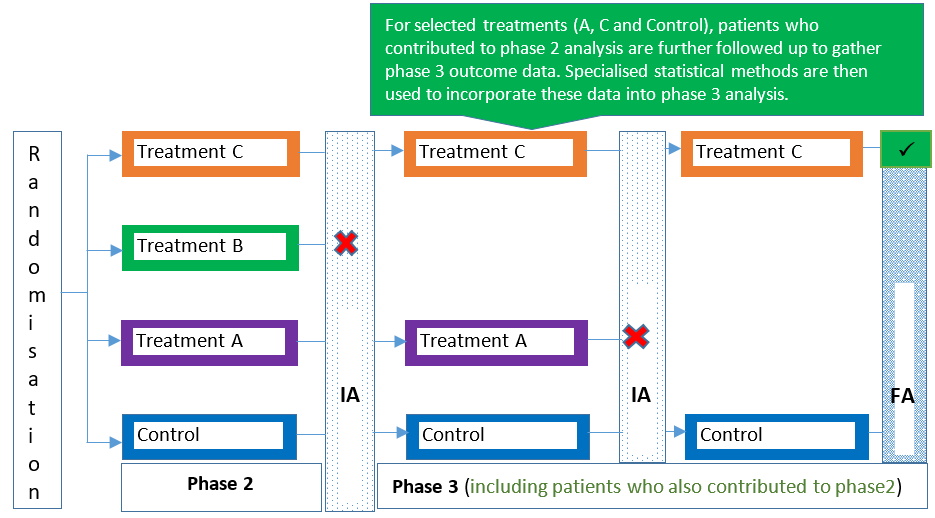 For selected treatments (A, C and Control), patients who
contributed to phase 2 analysis are further followed up to gather
phase 3 outcome data. Specialised statistical methods are then
used to incorporate these data into phase 3 analysis.
Randomisation
Treatment C
Treatment C
Treatment C
✓
Treatment B
Treatment A
Treatment A
IA
IA
FA
Control
Control
Control
Phase 2
Phase 3 (including patients who also contributed to phase2)